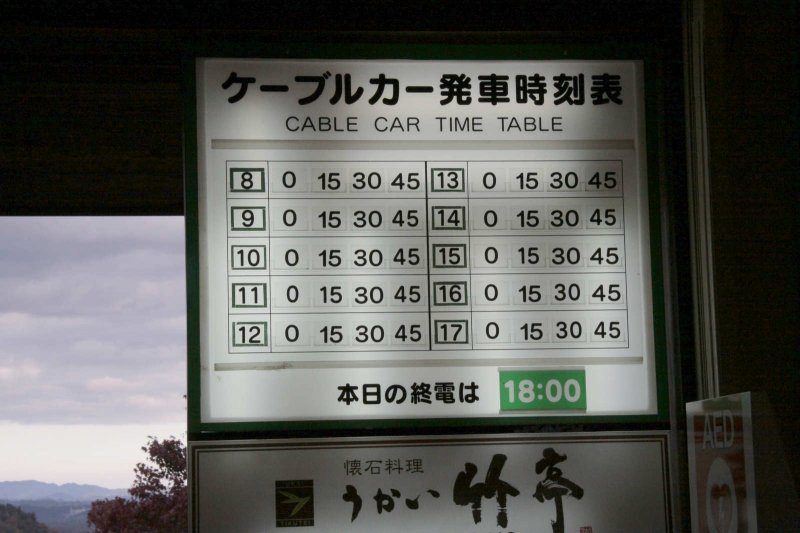 ケーブルカー発車時刻表
CABLE CAR TIME TABLE
8 0 15 30 45 13 0 15 30 45
9 0 15 30 45 14 0 15 30 45
10 0 15 30 45 15 0 15 30 45
11 0 15 30 45 16 0 15 30 45
12 0 15 30 45 17 0 15 30 45
本日の終電は 18:00
懐石料理
うかい 竹亭
AED